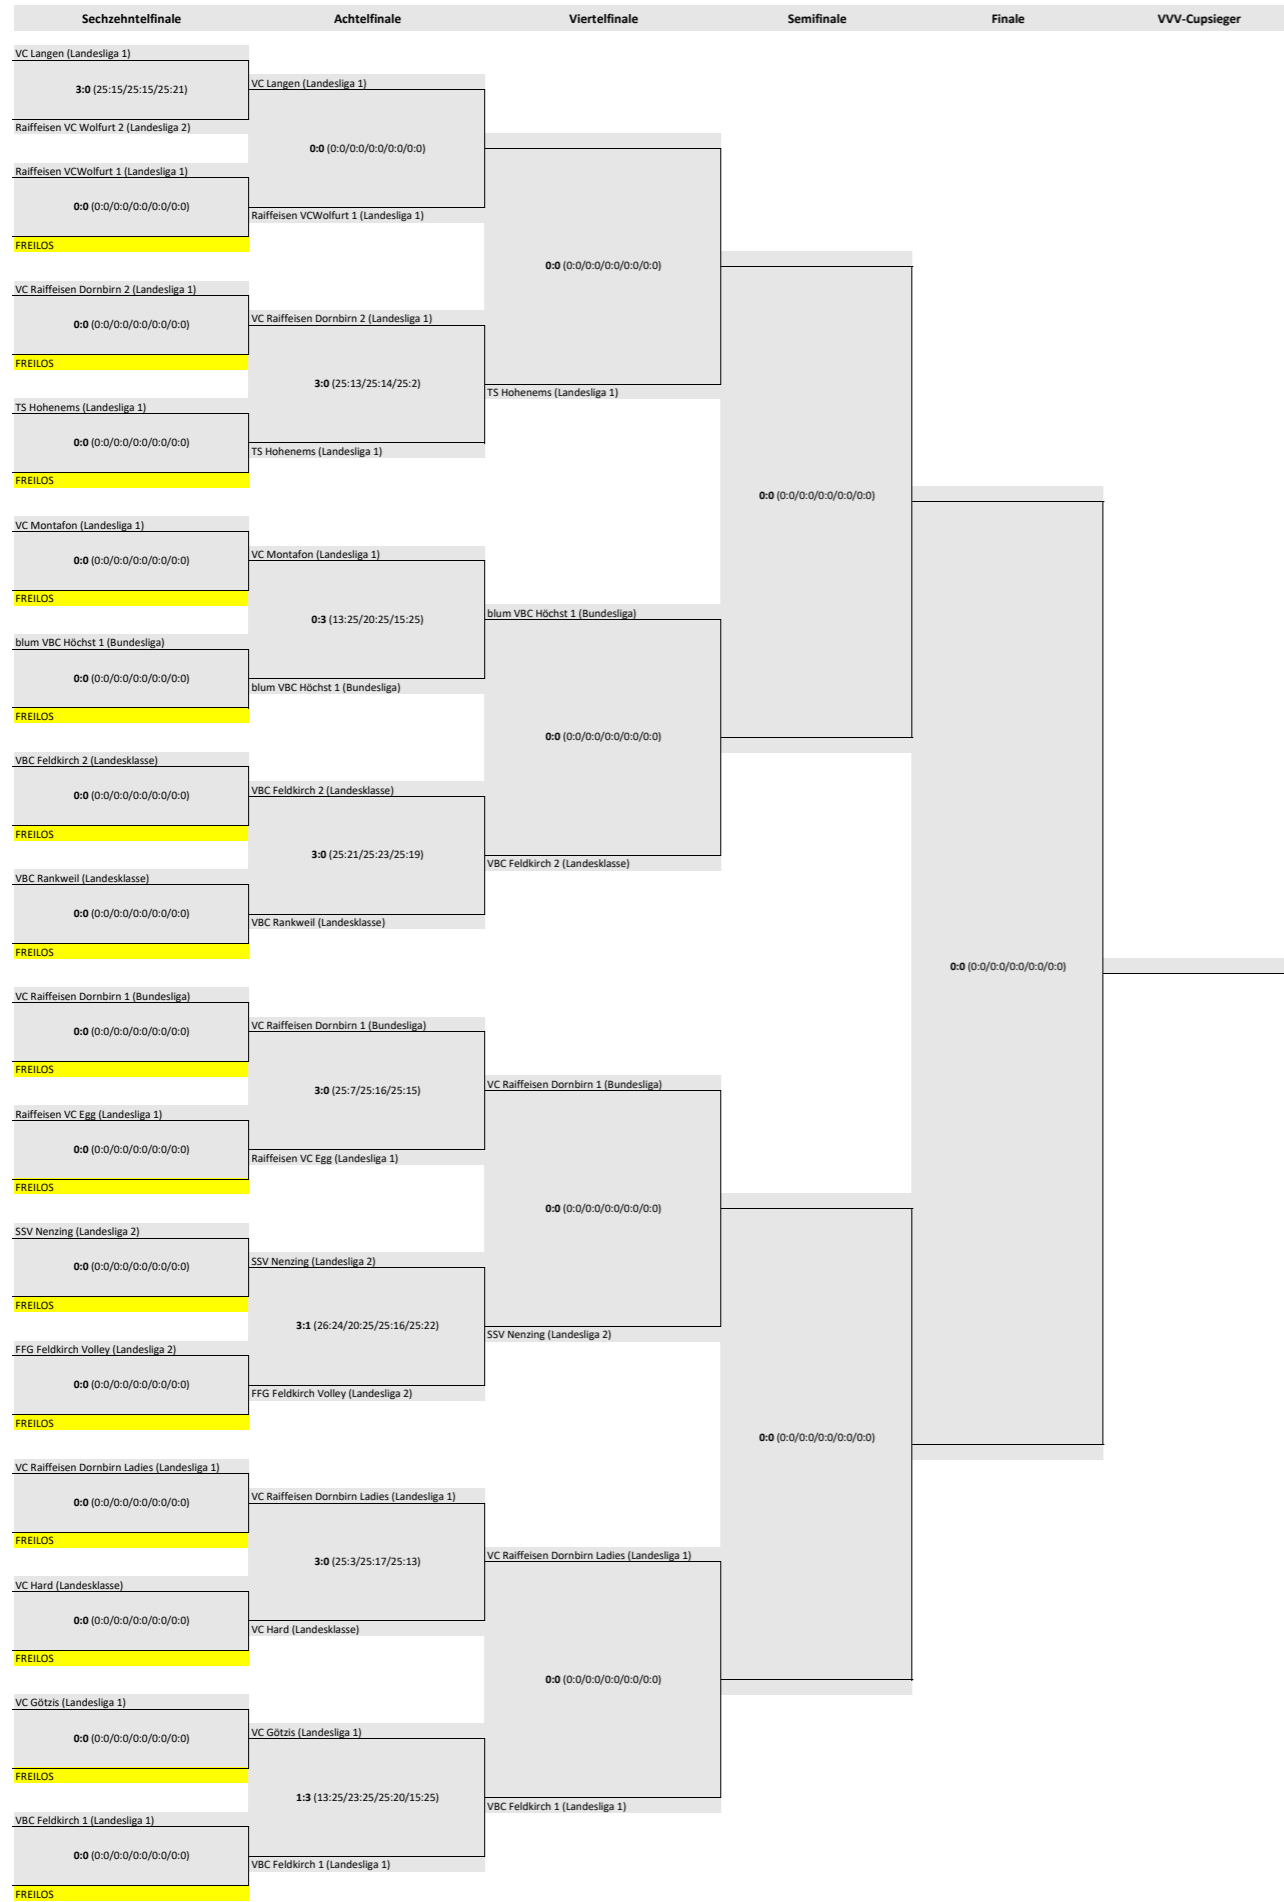 Sechzehntelfinale
Achtelfinale
Viertelfinale
Semifinale
Finale
VVV-Cupsieger
VC Langen (Landesliga 1)
3:0 (25:15/25:15/25:21)
Raiffeisen VC Wolfurt 2 (Landesliga 2)
Raiffeisen VCWolfurt 1 (Landesliga 1)
0:0 (0:0/0:0/0:0/0:0/0:0)
FREILOS
VC Raiffeisen Dornbirn 2 (Landesliga 1)
0:0 (0:0/0:0/0:0/0:0/0:0)
FREILOS
TS Hohenems (Landesliga 1)
0:0 (0:0/0:0/0:0/0:0/0:0)
FREILOS
VC Montafon (Landesliga 1)
0:0 (0:0/0:0/0:0/0:0/0:0)
FREILOS
blum VBC Höchst 1 (Bundesliga)
0:0 (0:0/0:0/0:0/0:0/0:0)
FREILOS
VBC Feldkirch 2 (Landesklasse)
0:0 (0:0/0:0/0:0/0:0/0:0)
FREILOS
VBC Rankweil (Landesklasse)
0:0 (0:0/0:0/0:0/0:0/0:0)
FREILOS
VC Raiffeisen Dornbirn 1 (Bundesliga)
0:0 (0:0/0:0/0:0/0:0/0:0)
FREILOS
Raiffeisen VC Egg (Landesliga 1)
0:0 (0:0/0:0/0:0/0:0/0:0)
FREILOS
SSV Nenzing (Landesliga 2)
0:0 (0:0/0:0/0:0/0:0/0:0)
FREILOS
FFG Feldkirch Volley (Landesliga 2)
0:0 (0:0/0:0/0:0/0:0/0:0)
FREILOS
VC Raiffeisen Dornbirn Ladies (Landesliga 1)
0:0 (0:0/0:0/0:0/0:0/0:0)
FREILOS
VC Hard (Landesklasse)
0:0 (0:0/0:0/0:0/0:0/0:0)
FREILOS
VC Götzis (Landesliga 1)
0:0 (0:0/0:0/0:0/0:0/0:0)
FREILOS
VBC Feldkirch 1 (Landesliga 1)
0:0 (0:0/0:0/0:0/0:0/0:0)
FREILOS
VC Langen (Landesliga 1)
0:0 (0:0/0:0/0:0/0:0/0:0)
Raiffeisen VCWolfurt 1 (Landesliga 1)
VC Raiffeisen Dornbirn 2 (Landesliga 1)
3:0 (25:13/25:14/25:2)
TS Hohenems (Landesliga 1)
VC Montafon (Landesliga 1)
0:3 (13:25/20:25/15:25)
blum VBC Höchst 1 (Bundesliga)
VBC Feldkirch 2 (Landesklasse)
3:0 (25:21/25:23/25:19)
VBC Rankweil (Landesklasse)
VC Raiffeisen Dornbirn 1 (Bundesliga)
3:0 (25:7/25:16/25:15)
Raiffeisen VC Egg (Landesliga 1)
SSV Nenzing (Landesliga 2)
3:1 (26:24/20:25/25:16/25:22)
FFG Feldkirch Volley (Landesliga 2)
VC Raiffeisen Dornbirn Ladies (Landesliga 1)
3:0 (25:3/25:17/25:13)
VC Hard (Landesklasse)
VC Götzis (Landesliga 1)
1:3 (13:25/23:25/25:20/15:25)
VBC Feldkirch 1 (Landesliga 1)
0:0 (0:0/0:0/0:0/0:0/0:0)
TS Hohenems (Landesliga 1)
blum VBC Höchst 1 (Bundesliga)
0:0 (0:0/0:0/0:0/0:0/0:0)
VBC Feldkirch 2 (Landesklasse)
VC Raiffeisen Dornbirn 1 (Bundesliga)
0:0 (0:0/0:0/0:0/0:0/0:0)
SSV Nenzing (Landesliga 2)
VC Raiffeisen Dornbirn Ladies (Landesliga 1)
0:0 (0:0/0:0/0:0/0:0/0:0)
VBC Feldkirch 1 (Landesliga 1)
0:0 (0:0/0:0/0:0/0:0/0:0)
0:0 (0:0/0:0/0:0/0:0/0:0)
0:0 (0:0/0:0/0:0/0:0/0:0)